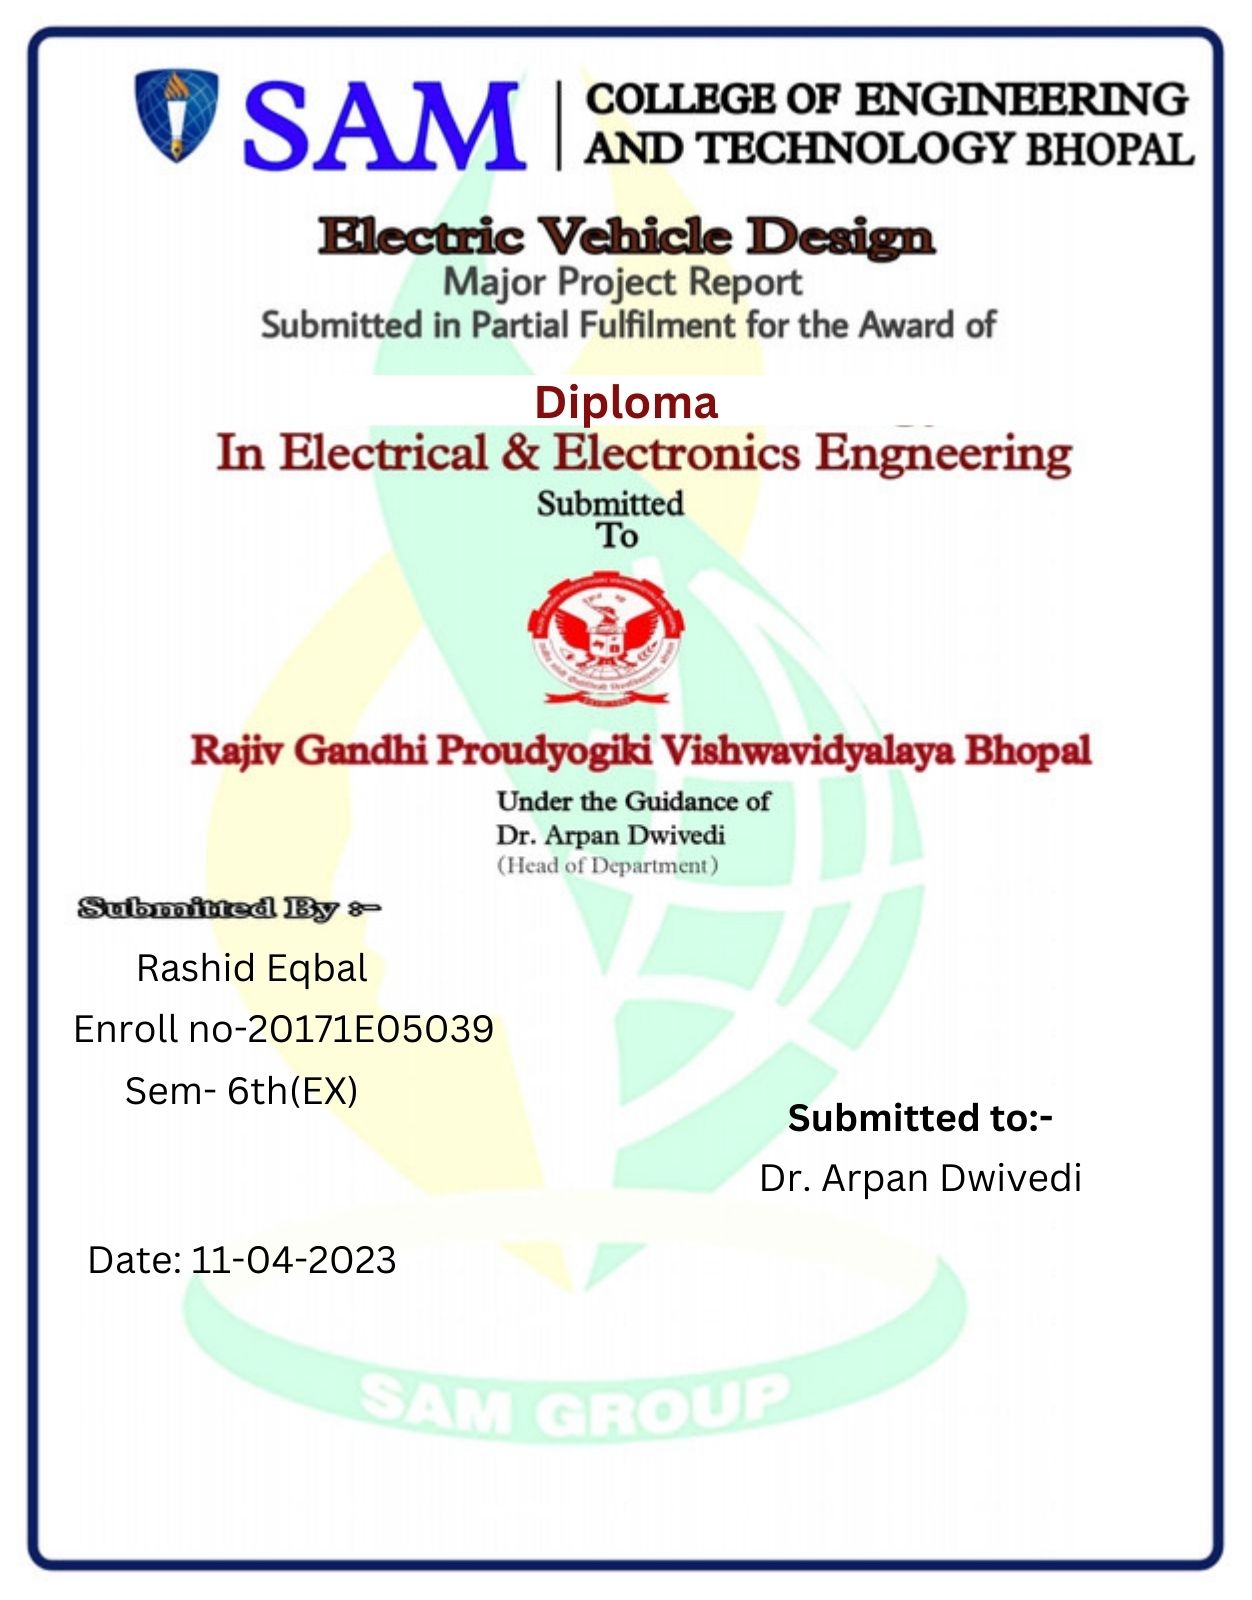 SAM
COLLEGE OF ENGINEERING
AND TECHNOLOGY BHOPAL
Electric Vehicle Design
Major Project Report
Submitted in Partial Fulfilment for the Award of
Diploma
In Electrical & Electronics Engneering
Submitted
To
Rajiv Gandhi Proudyogiki Vishwavidyalaya Bhopal
Under the Guidance of
Dr. Arpan Dwivedi
(Head of Department)
Submitted By :-
Rashid Eqbal
Enroll no-20171E05039
Sem- 6th(EX)
Submitted to:-
Dr. Arpan Dwivedi
Date: 11-04-2023
SAM GROUP